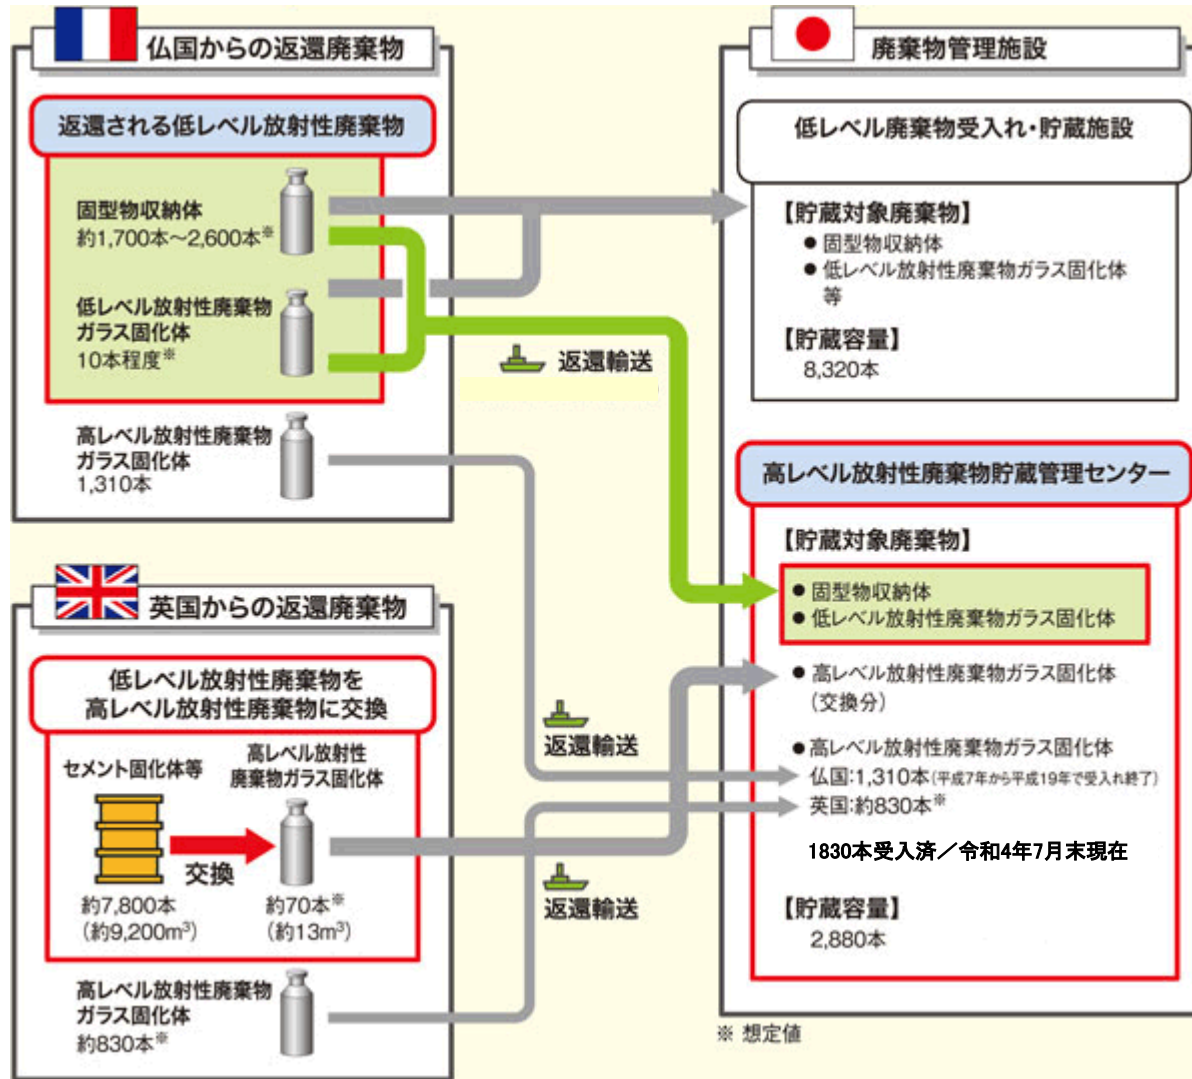 仏国からの返還廃棄物
返還される低レベル放射性廃棄物
固型物収納体
約1,700本～2,600本※
低レベル放射性廃棄物
ガラス固化体
10本程度※
高レベル放射性廃棄物
ガラス固化体
1,310本
英国からの返還廃棄物
低レベル放射性廃棄物を
高レベル放射性廃棄物に交換
セメント固化体等
高レベル放射性
廃棄物ガラス固化体
交換
約7,800本
（約9,200m³）
約70本※
（約13m³）
高レベル放射性廃棄物
ガラス固化体
約830本※
返還輸送
返還輸送
返還輸送
廃棄物管理施設
低レベル廃棄物受入れ・貯蔵施設
【貯蔵対象廃棄物】
● 固型物収納体
● 低レベル放射性廃棄物ガラス固化体
等
【貯蔵容量】
8,320本
高レベル放射性廃棄物貯蔵管理センター
【貯蔵対象廃棄物】
● 固型物収納体
● 低レベル放射性廃棄物ガラス固化体
● 高レベル放射性廃棄物ガラス固化体
（交換分）
● 高レベル放射性廃棄物ガラス固化体
仏国：1,310本（平成7年から平成19年で受入れ終了）
英国：約830本※
1830本受入済／令和4年7月末現在
【貯蔵容量】
2,880本
※ 想定値